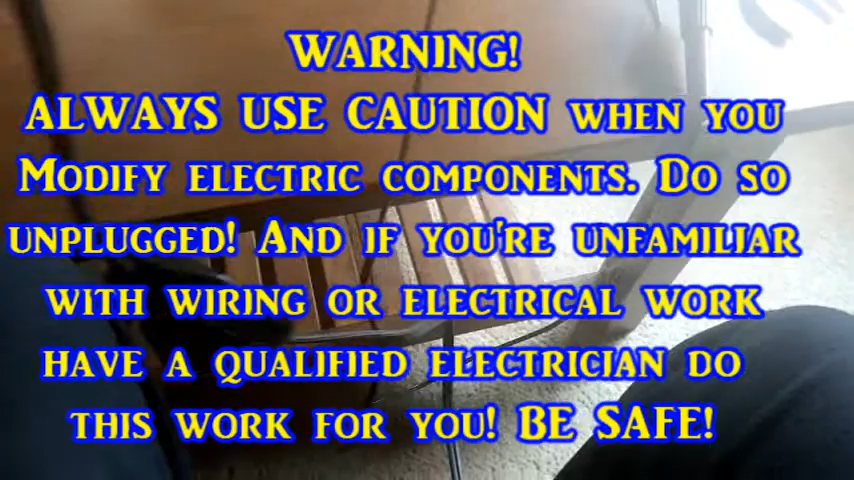 WARNING!
ALWAYS USE CAUTION WHEN YOU
MODIFY ELECTRIC COMPONENTS. DO SO
UNPLUGGED! AND IF YOU'RE UNFAMILIAR
WITH WIRING OR ELECTRICAL WORK
HAVE A QUALIFIED ELECTRICIAN DO
THIS WORK FOR YOU! BE SAFE!